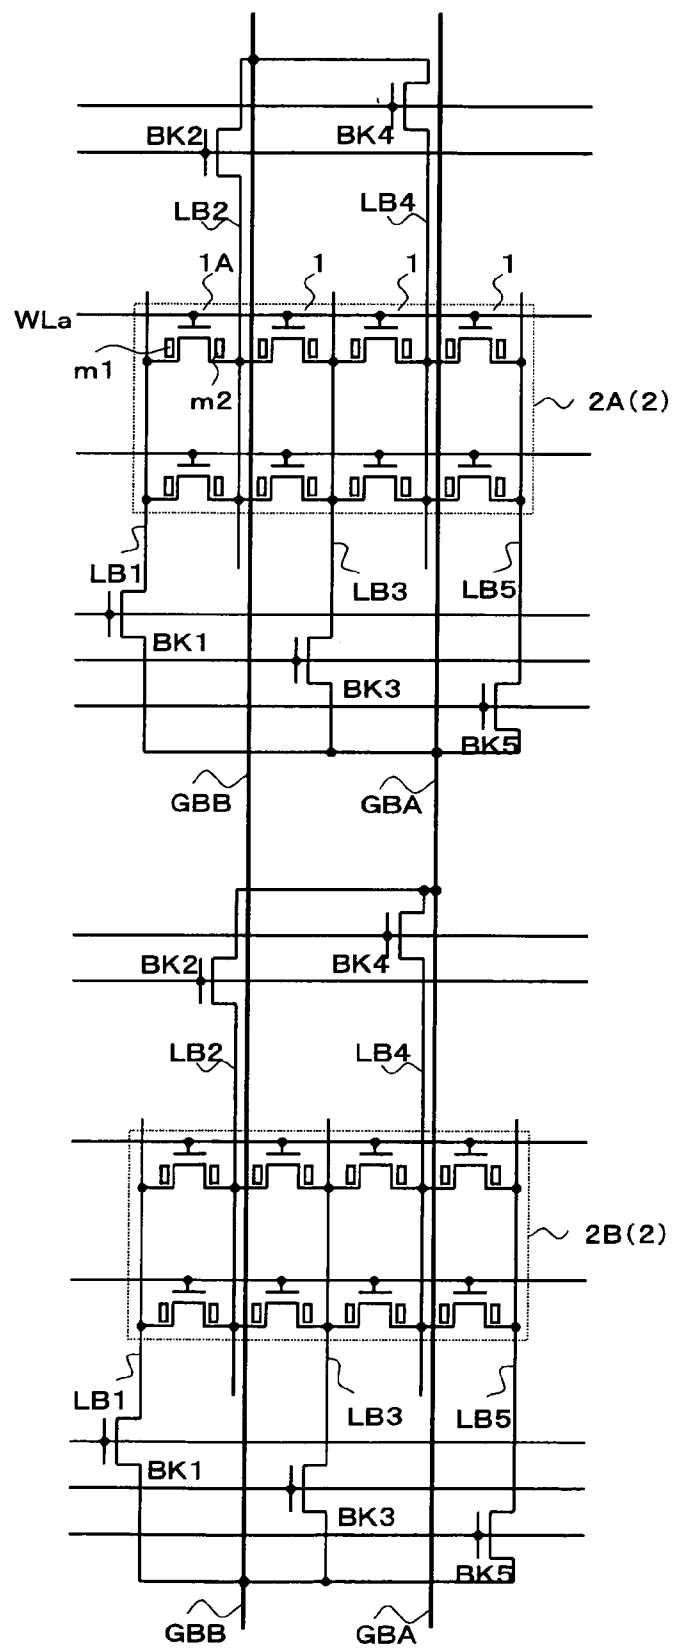 BK2 BK4
LB2 LB4
1A 1 1 1
WLa
m1 m2 2A(2)
LB1 LB3 LB5
BK1 BK3
BK5
GBB GBA
BK2 BK4
LB2 LB4
2B(2)
LB1 LB3 LB5
BK1
BK3
BK5
GBB GBA